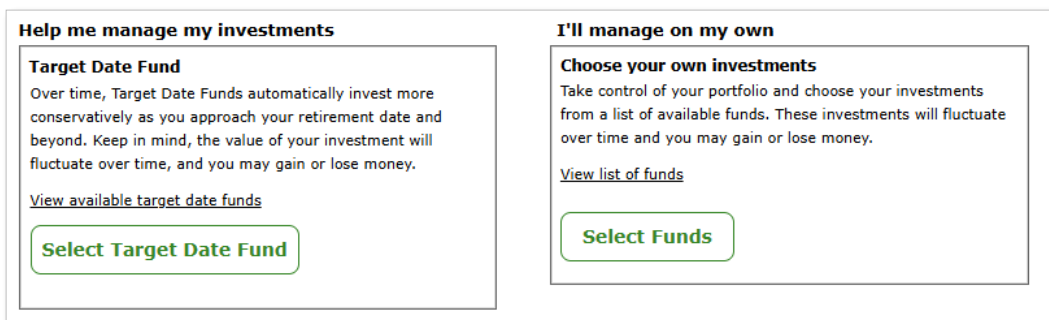 Help me manage my investments
Target Date Fund
Over time, Target Date Funds automatically invest more
conservatively as you approach your retirement date and
beyond. Keep in mind, the value of your investment will
fluctuate over time, and you may gain or lose money.
View available target date funds
Select Target Date Fund
I'll manage on my own
Choose your own investments
Take control of your portfolio and choose your investments
from a list of available funds. These investments will fluctuate
over time and you may gain or lose money.
View list of funds
Select Funds